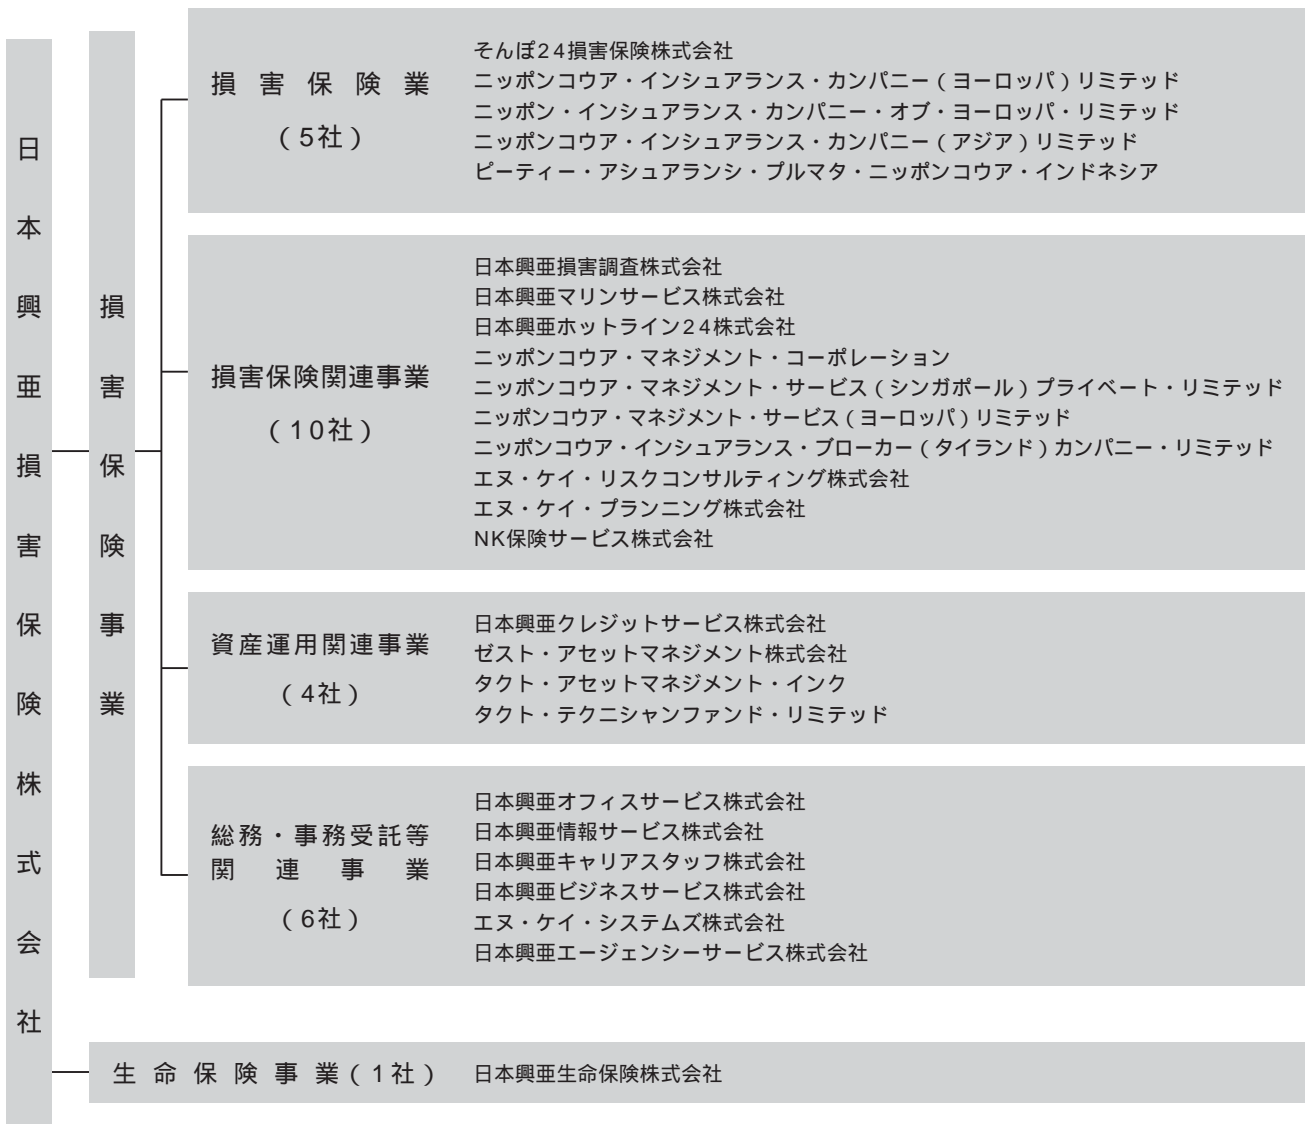 日本興亜損害保険株式会社
損害保険事業
損害保険業
（5社）
そんぽ24損害保険株式会社
ニッポンコウア・インシュアランス・カンパニー（ヨーロッパ）リミテッド
ニッポン・インシュアランス・カンパニー・オブ・ヨーロッパ・リミテッド
ニッポンコウア・インシュアランス・カンパニー（アジア）リミテッド
ピーティー・アシュアランシ・プルマタ・ニッポンコウア・インドネシア
損害保険関連事業
（10社）
日本興亜損害調査株式会社
日本興亜マリンサービス株式会社
日本興亜ホットライン24株式会社
ニッポンコウア・マネジメント・コーポレーション
ニッポンコウア・マネジメント・サービス（シンガポール）プライベート・リミテッド
ニッポンコウア・マネジメント・サービス（ヨーロッパ）リミテッド
ニッポンコウア・インシュアランス・ブローカー（タイランド）カンパニー・リミテッド
エヌ・ケイ・リスクコンサルティング株式会社
エヌ・ケイ・プランニング株式会社
NK保険サービス株式会社
資産運用関連事業
（4社）
日本興亜クレジットサービス株式会社
ゼスト・アセットマネジメント株式会社
タクト・アセットマネジメント・インク
タクト・テクニシャンファンド・リミテッド
総務・事務受託等
関連事業
（6社）
日本興亜オフィスサービス株式会社
日本興亜情報サービス株式会社
日本興亜キャリアスタッフ株式会社
日本興亜ビジネスサービス株式会社
エヌ・ケイ・システムズ株式会社
日本興亜エージェンシーサービス株式会社
生命保険事業（1社）
日本興亜生命保険株式会社